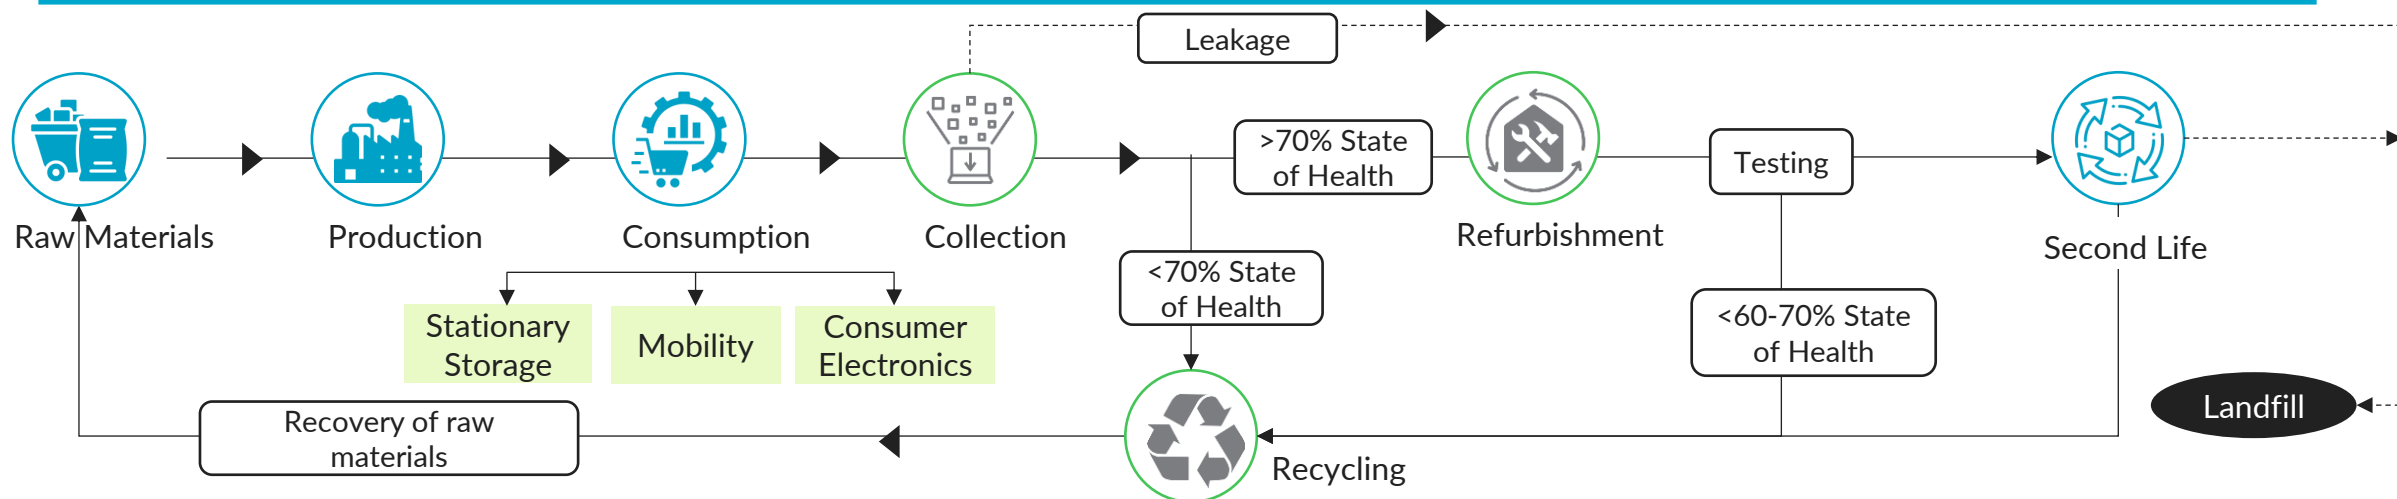 Leakage
>70% State
of Health
Testing
Raw Materials
Production
Consumption
Collection
Refurbishment
Second Life
<70% State
of Health
Stationary
Storage
Mobility
Consumer
Electronics
<60-70% State
of Health
Landfill
Recovery of raw
materials
Recycling